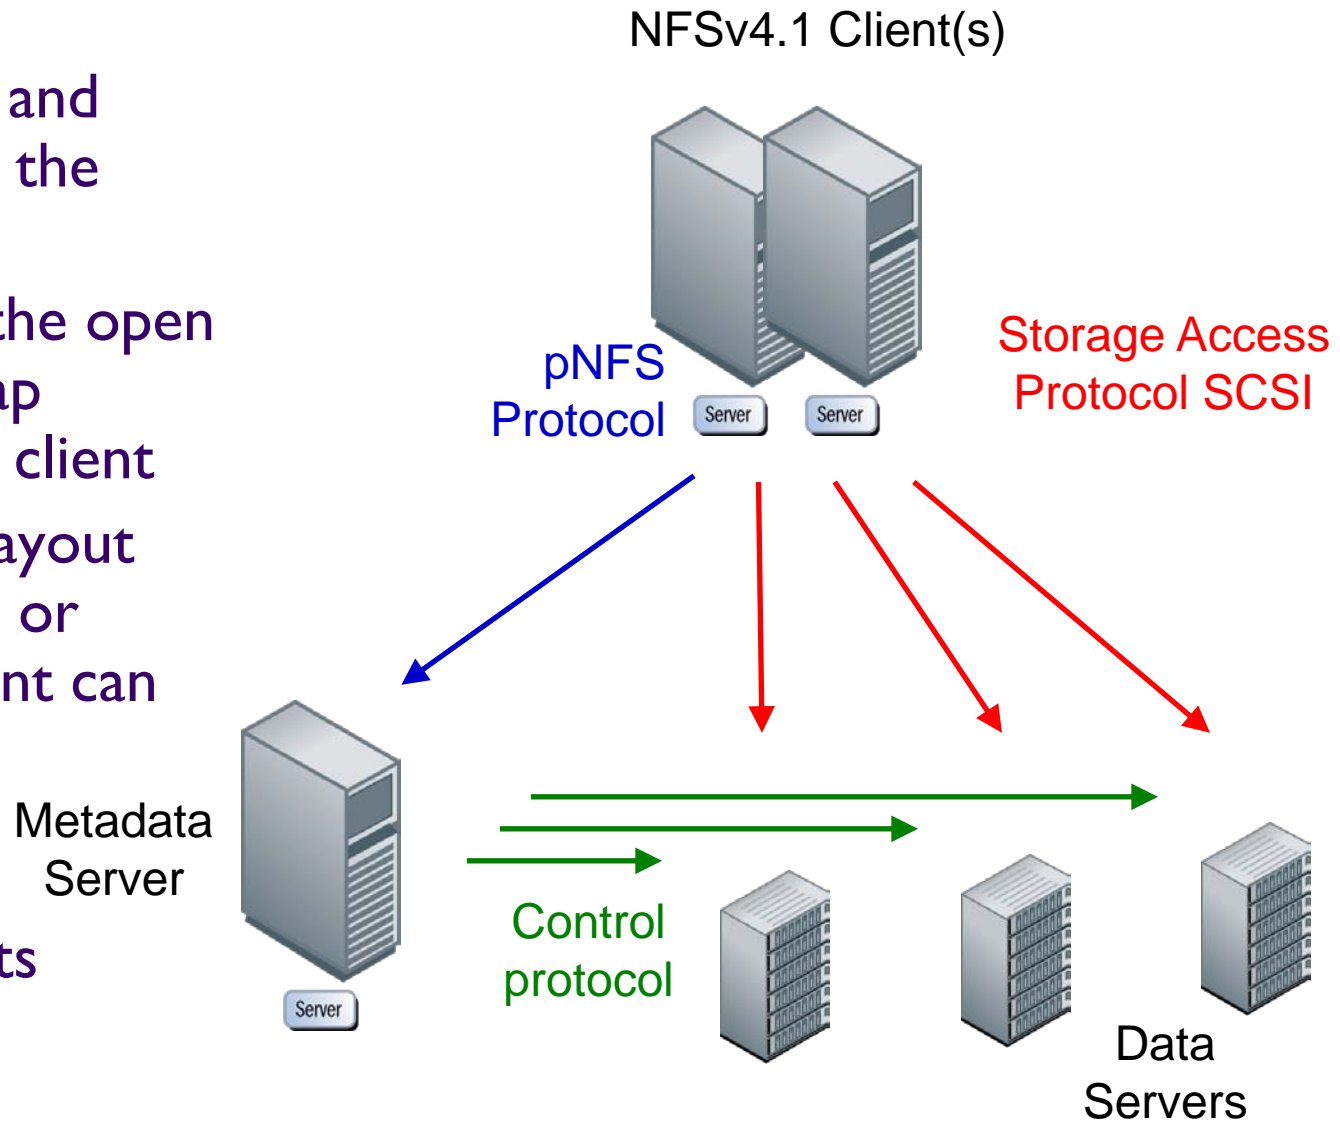 NFSv4.1 Client(s)
and
the
the open
ap
client
ayout
or
nt can
ts
pNFS
Protocol
Storage Access
Protocol SCSI
Server
Server
Metadata
Server
Server
Control
protocol
Data
Servers